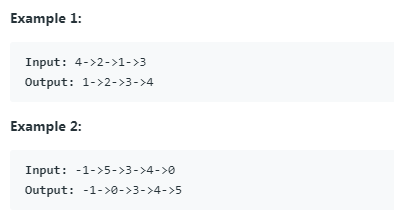 Example 1:
Input: 4->2->1->3
Output: 1->2->3->4
Example 2:
Input: -1->5->3->4->0
Output: -1->0->3->4->5